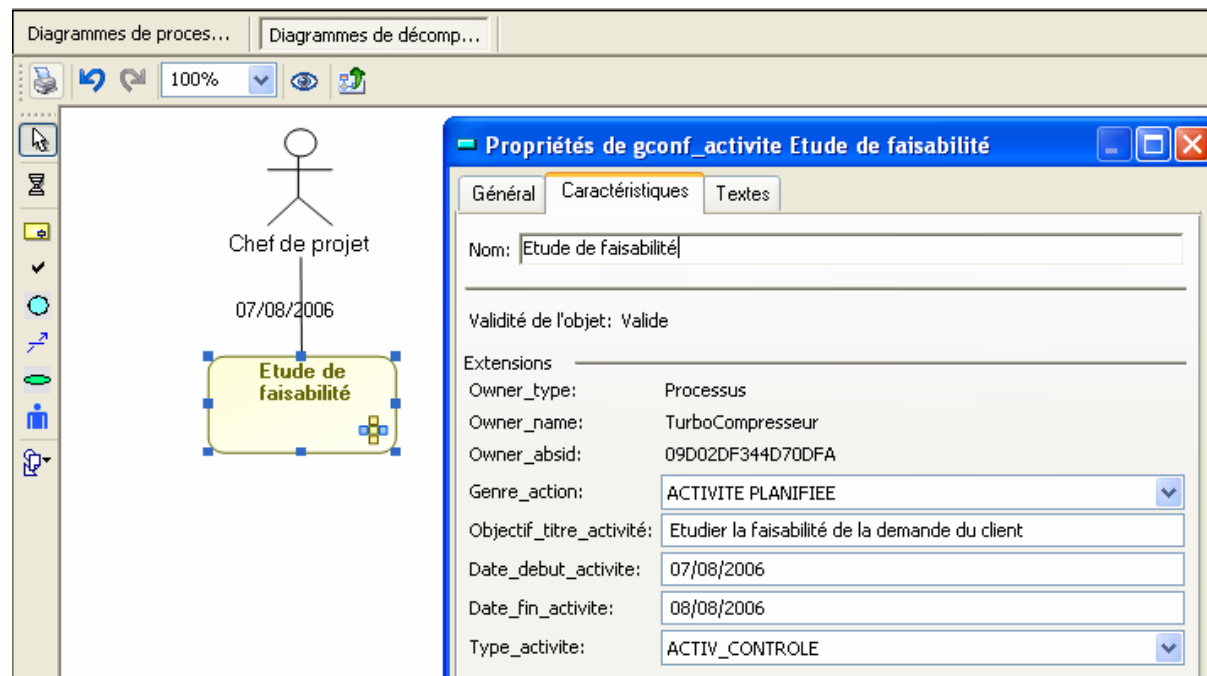 Diagrammes de proces...
Diagrammes de décomp...
100%
Chef de projet
07/08/2006
Etude de
faisabilité
Propriétés de gconf_activite Etude de faisabilité
Général
Caractéristiques
Textes
Nom: Etude de faisabilité
Validité de l'objet: Valide
Extensions
Owner_type: Processus
Owner_name: TurboCompresseur
Owner_absid: 09D02DF344D70DFA
Genre_action: ACTIVITE PLANIFIEE
Objectif_titre_activité: Etudier la faisabilité de la demande du client
Date_debut_activite: 07/08/2006
Date_fin_activite: 08/08/2006
Type_activite: ACTIV_CONTROLE